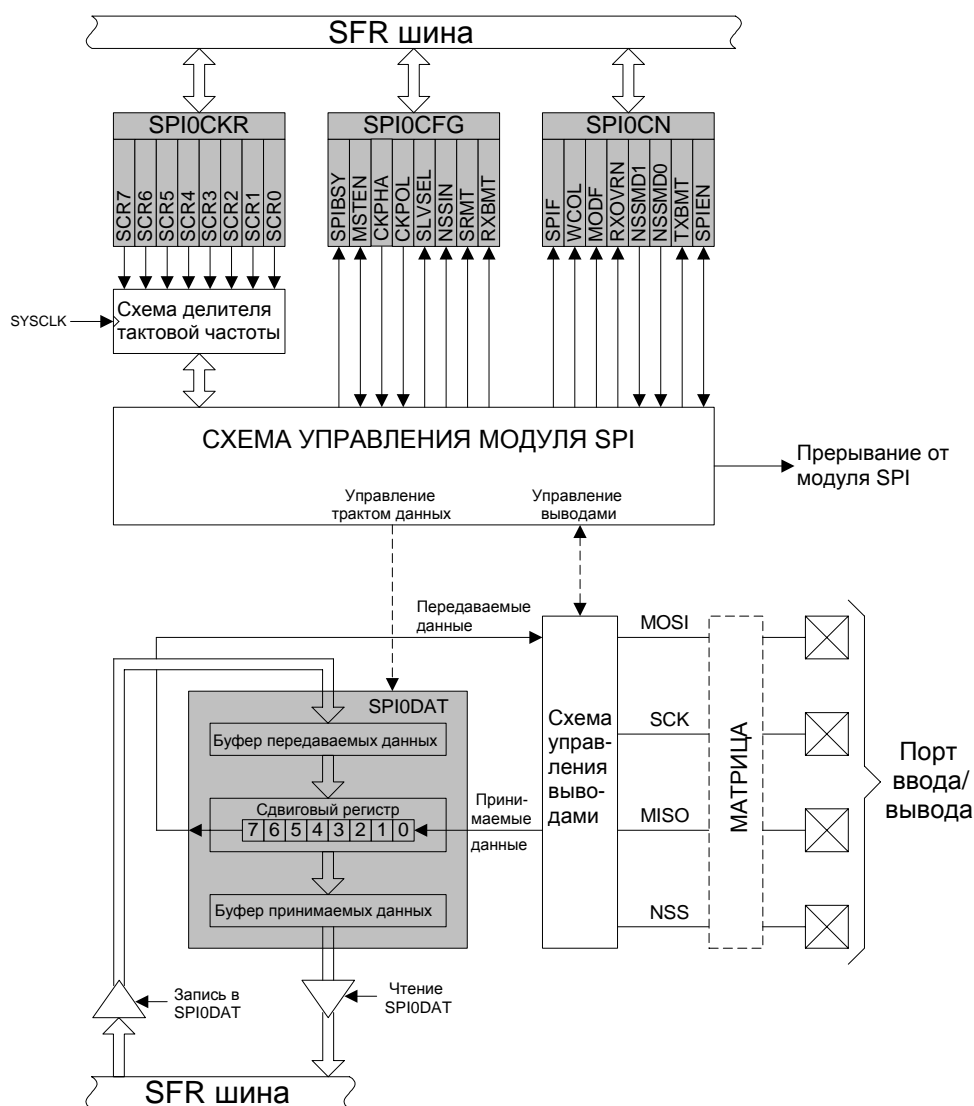 SFR шина
SPI0CKR
SPI0CFG
SPI0CN
SCR7
SCR6
SCR5
SCR4
SCR3
SCR2
SCR1
SCR0
SPIBSY
MSTEN
CKPHA
CKPOL
SLVSEL
NSSIN
SRMT
RXBMT
SPIF
WCOL
MODF
RXOVRN
NSSMD1
NSSMD0
TXBMT
SPIEN
SYSCLK
Схема делителя
тактовой частоты
СХЕМА УПРАВЛЕНИЯ МОДУЛЯ SPI
Прерывание от
модуля SPI
Управление
трактом данных
Управление
выводами
Передаваемые
данные
MOSI
SCK
MISO
NSS
SPI0DAT
Буфер передаваемых данных
Сдвиговый регистр
7 6 5 4 3 2 1 0
Прини-
маемые
данные
Буфер принимаемых данных
Схема
управ-
ления
выво-
дами
МАТРИЦА
Порт
ввода/
вывода
Запись в
SPI0DAT
Чтение
SPI0DAT
SFR шина